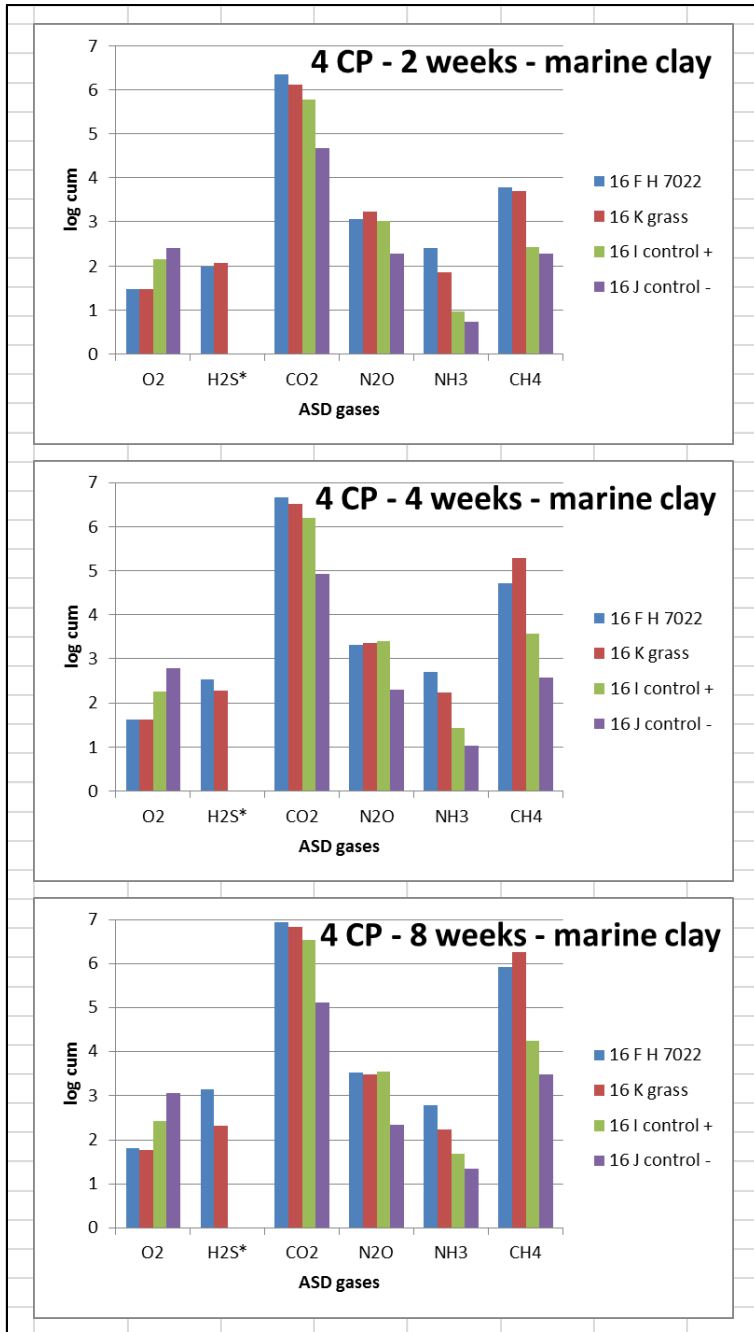 4 CP - 2 weeks - marine clay
7
6
5
4
3
2
1
0
log cum
O2 H2S* CO2 N2O NH3 CH4
ASD gases
16 F H 7022
16 K grass
16 I control +
16 J control -
4 CP - 4 weeks - marine clay
7
6
5
4
3
2
1
0
log cum
O2 H2S* CO2 N2O NH3 CH4
ASD gases
16 F H 7022
16 K grass
16 I control +
16 J control -
4 CP - 8 weeks - marine clay
7
6
5
4
3
2
1
0
log cum
O2 H2S* CO2 N2O NH3 CH4
ASD gases
16 F H 7022
16 K grass
16 I control +
16 J control -